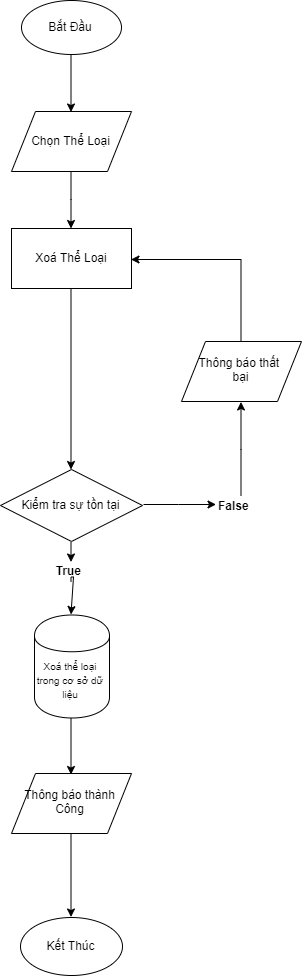 Bắt Đầu
Chọn Thể Loại
Xoá Thể Loại
Thông báo thất
bại
Kiểm tra sự tồn tại
False
True
Xoá thể loại
trong cơ sở dữ
liệu
Thông báo thành
Công
Kết Thúc